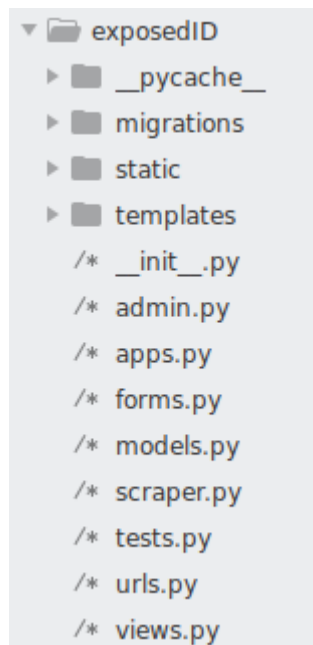 exposedID
__pycache__
migrations
static
templates
/* __init__.py
/* admin.py
/* apps.py
/* forms.py
/* models.py
/* scraper.py
/* tests.py
/* urls.py
/* views.py